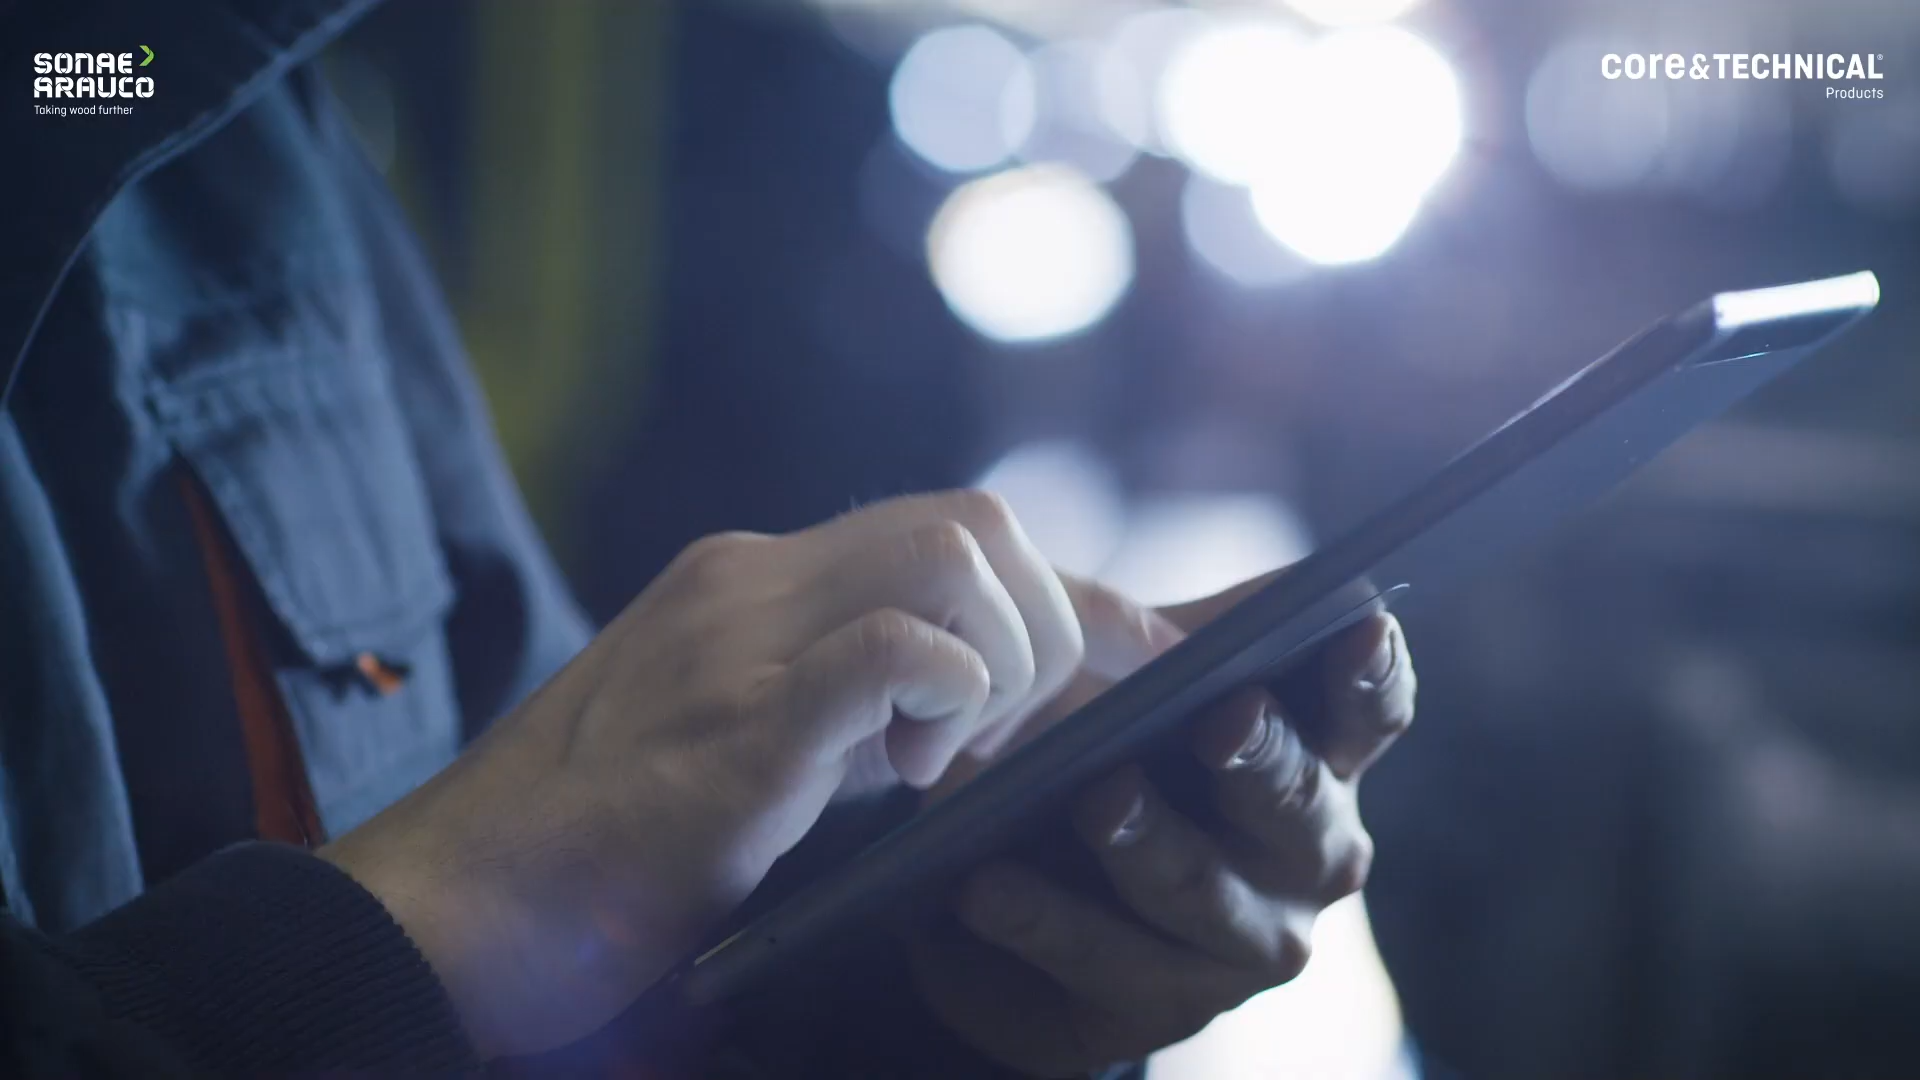 SONAE
ARAUCO
Taking wood further
core&TECHNICAL®
Products